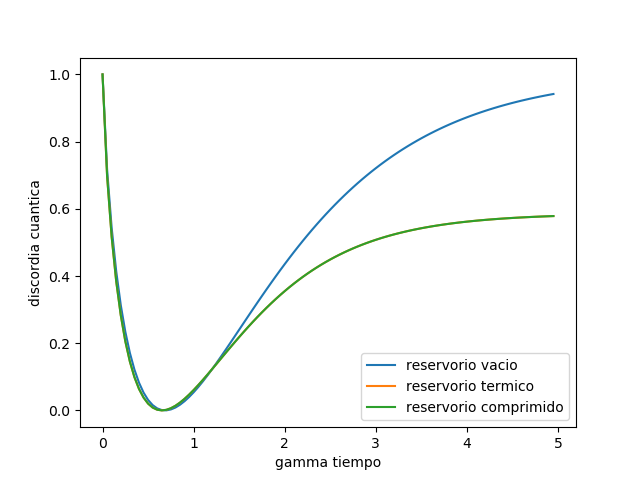 1.0
0.8
0.6
0.4
0.2
0.0
discordia cuantica
reservorio vacio
reservorio termico
reservorio comprimido
0 1 2 3 4 5
gamma tiempo